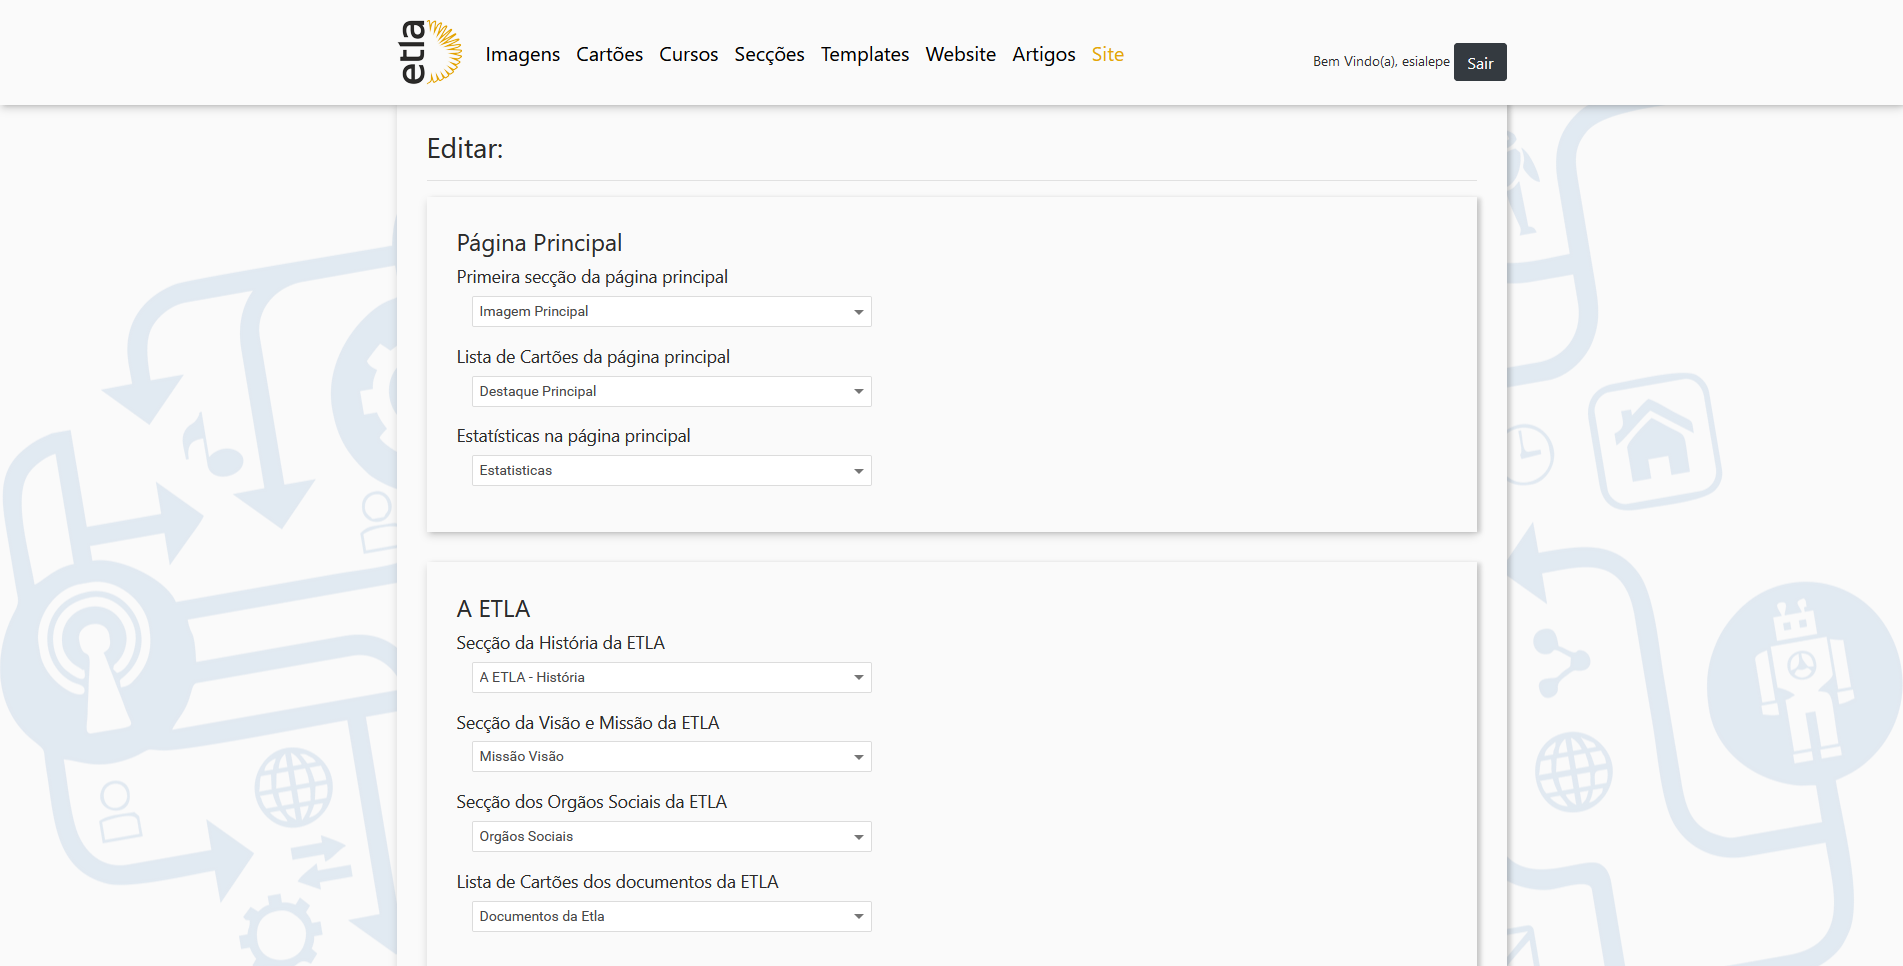 etla
Imagens Cartões Cursos Secções Templates Website Artigos Site
Bem Vindo(a), esialepe Sair
Editar:
Página Principal
Primeira secção da página principal
Imagem Principal
Lista de Cartões da página principal
Destaque Principal
Estatísticas na página principal
Estatisticas
A ETLA
Secção da História da ETLA
A ETLA - História
Secção da Visão e Missão da ETLA
Missão Visão
Secção dos Orgãos Sociais da ETLA
Orgãos Sociais
Lista de Cartões dos documentos da ETLA
Documentos da Etla